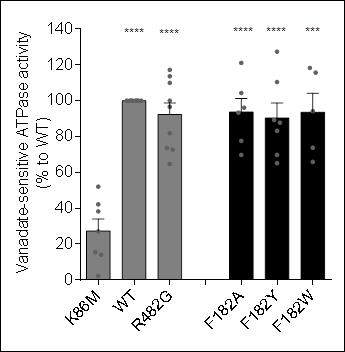 Vanadate-sensitive ATPase activity
(% to WT)
140
120
100
80
60
40
20
0
**** **** **** **** ***
K86M WT R482G F182A F182Y F182W